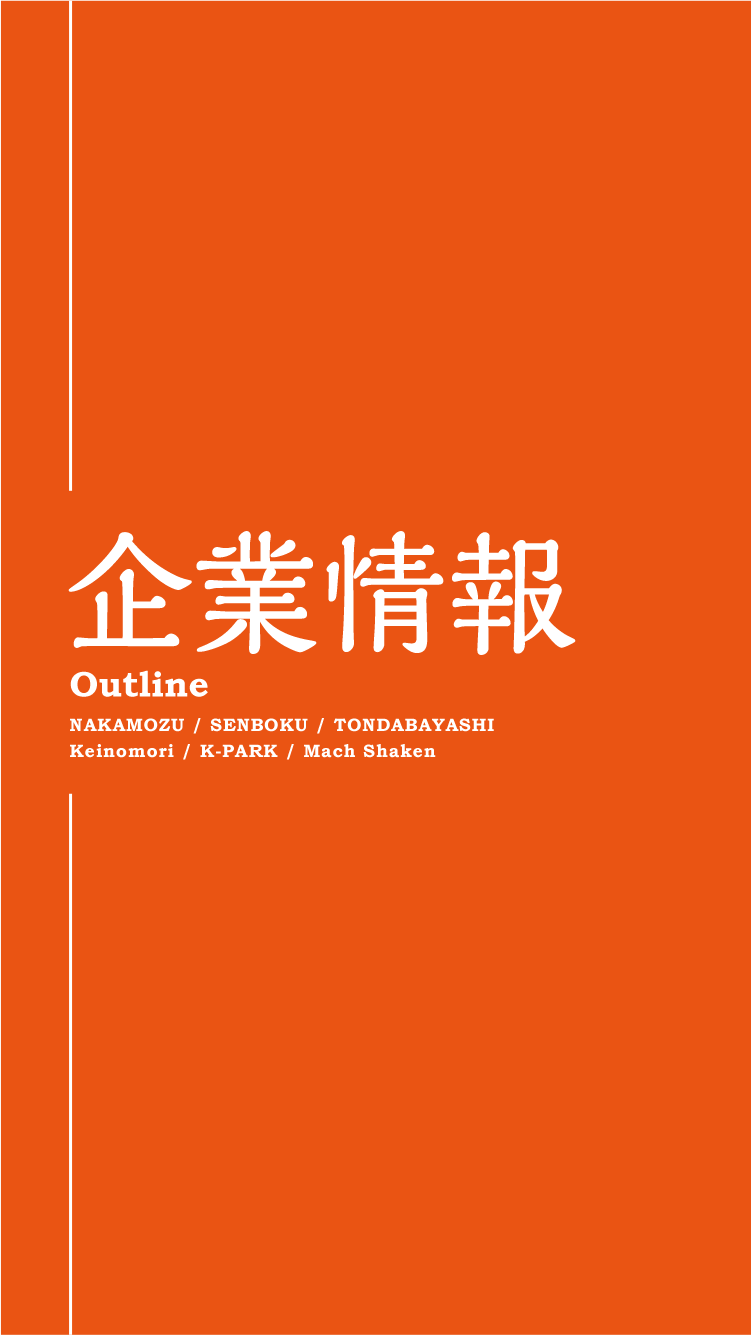 企業情報
Outline
NAKAMOZU / SENBOKU / TONDABAYASHI
Keinomori / K-PARK / Mach Shaken